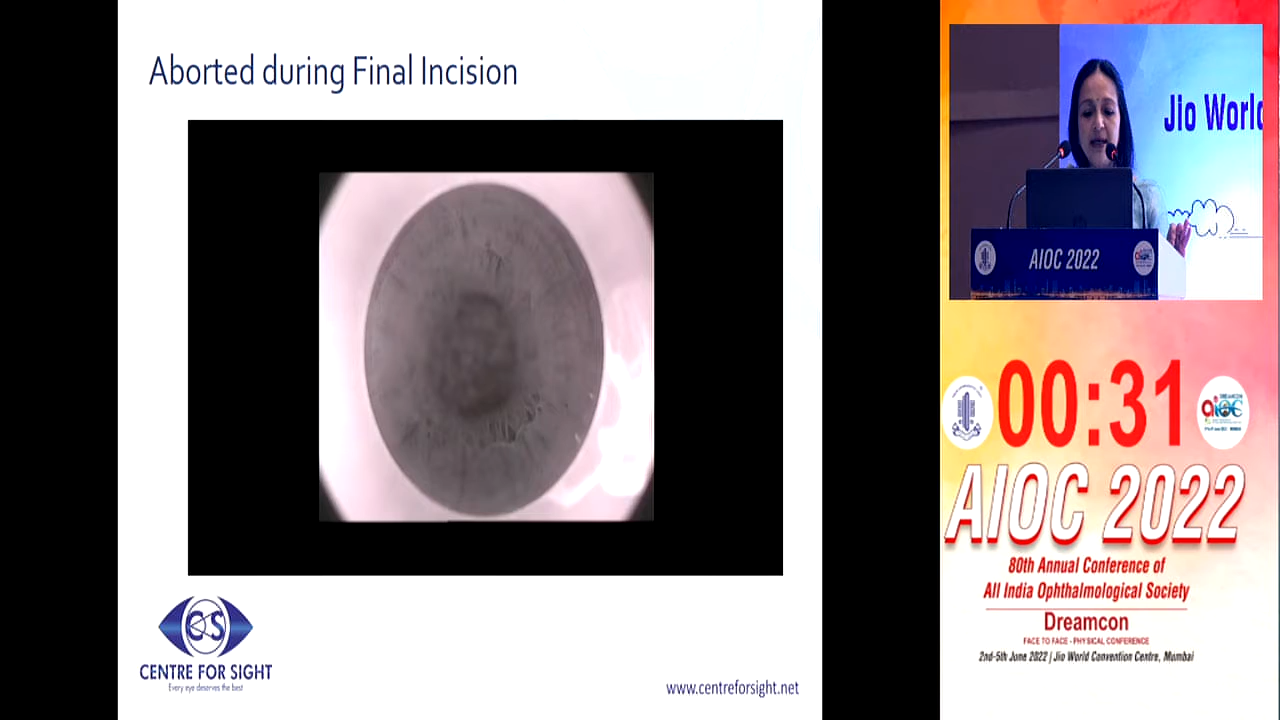 Aborted during Final Incision
CS
CENTRE FOR SIGHT
Every eye deserves the best
www.centreforsight.net
Jio World
AIOC 2022
00:31
AIOC 2022
80th Annual Conference of
All India Ophthalmological Society
Dreamcon
FACE TO FACE - PHYSICAL CONFERENCE
2nd-5th June 2022 | Jio World Convention Centre, Mumbai